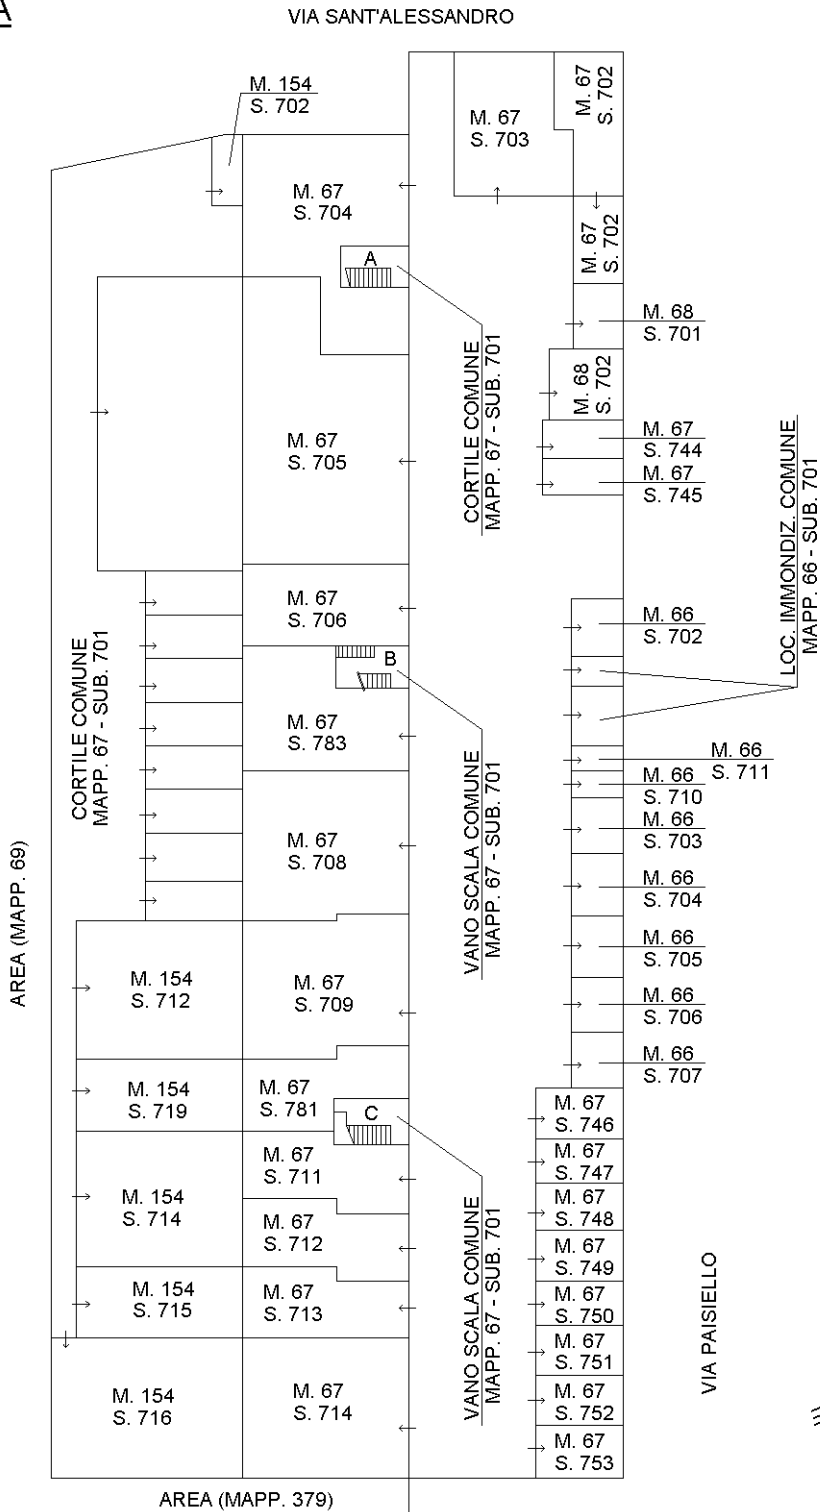 A
VIA SANT'ALESSANDRO
M. 154
S. 702
M. 67
S. 703
M. 67
S. 702
M. 67
S. 704
M. 67
S. 702
A
M. 68
S. 701
CORTILE COMUNE
MAPP. 67 - SUB. 701
M. 68
S. 702
M. 67
S. 705
M. 67
S. 744
M. 67
S. 745
LOC. IMMONDIZ. COMUNE
MAPP. 66 - SUB. 701
M. 67
S. 706
M. 66
S. 702
CORTILE COMUNE
MAPP. 67 - SUB. 701
B
M. 67
S. 783
M. 66
S. 711
M. 66
S. 710
VANO SCALA COMUNE
MAPP. 67 - SUB. 701
M. 67
S. 708
M. 66
S. 703
M. 66
S. 704
AREA (MAPP. 69)
M. 154
S. 712
M. 67
S. 709
M. 66
S. 705
M. 66
S. 706
M. 66
S. 707
M. 154
S. 719
M. 67
S. 781
C
M. 67
S. 746
M. 67
S. 711
M. 67
S. 747
M. 154
S. 714
M. 67
S. 712
M. 67
S. 748
VANO SCALA COMUNE
MAPP. 67 - SUB. 701
M. 67
S. 749
M. 154
S. 715
M. 67
S. 713
M. 67
S. 750
VIA PAISIELLO
M. 67
S. 751
M. 154
S. 716
M. 67
S. 714
M. 67
S. 752
M. 67
S. 753
AREA (MAPP. 379)